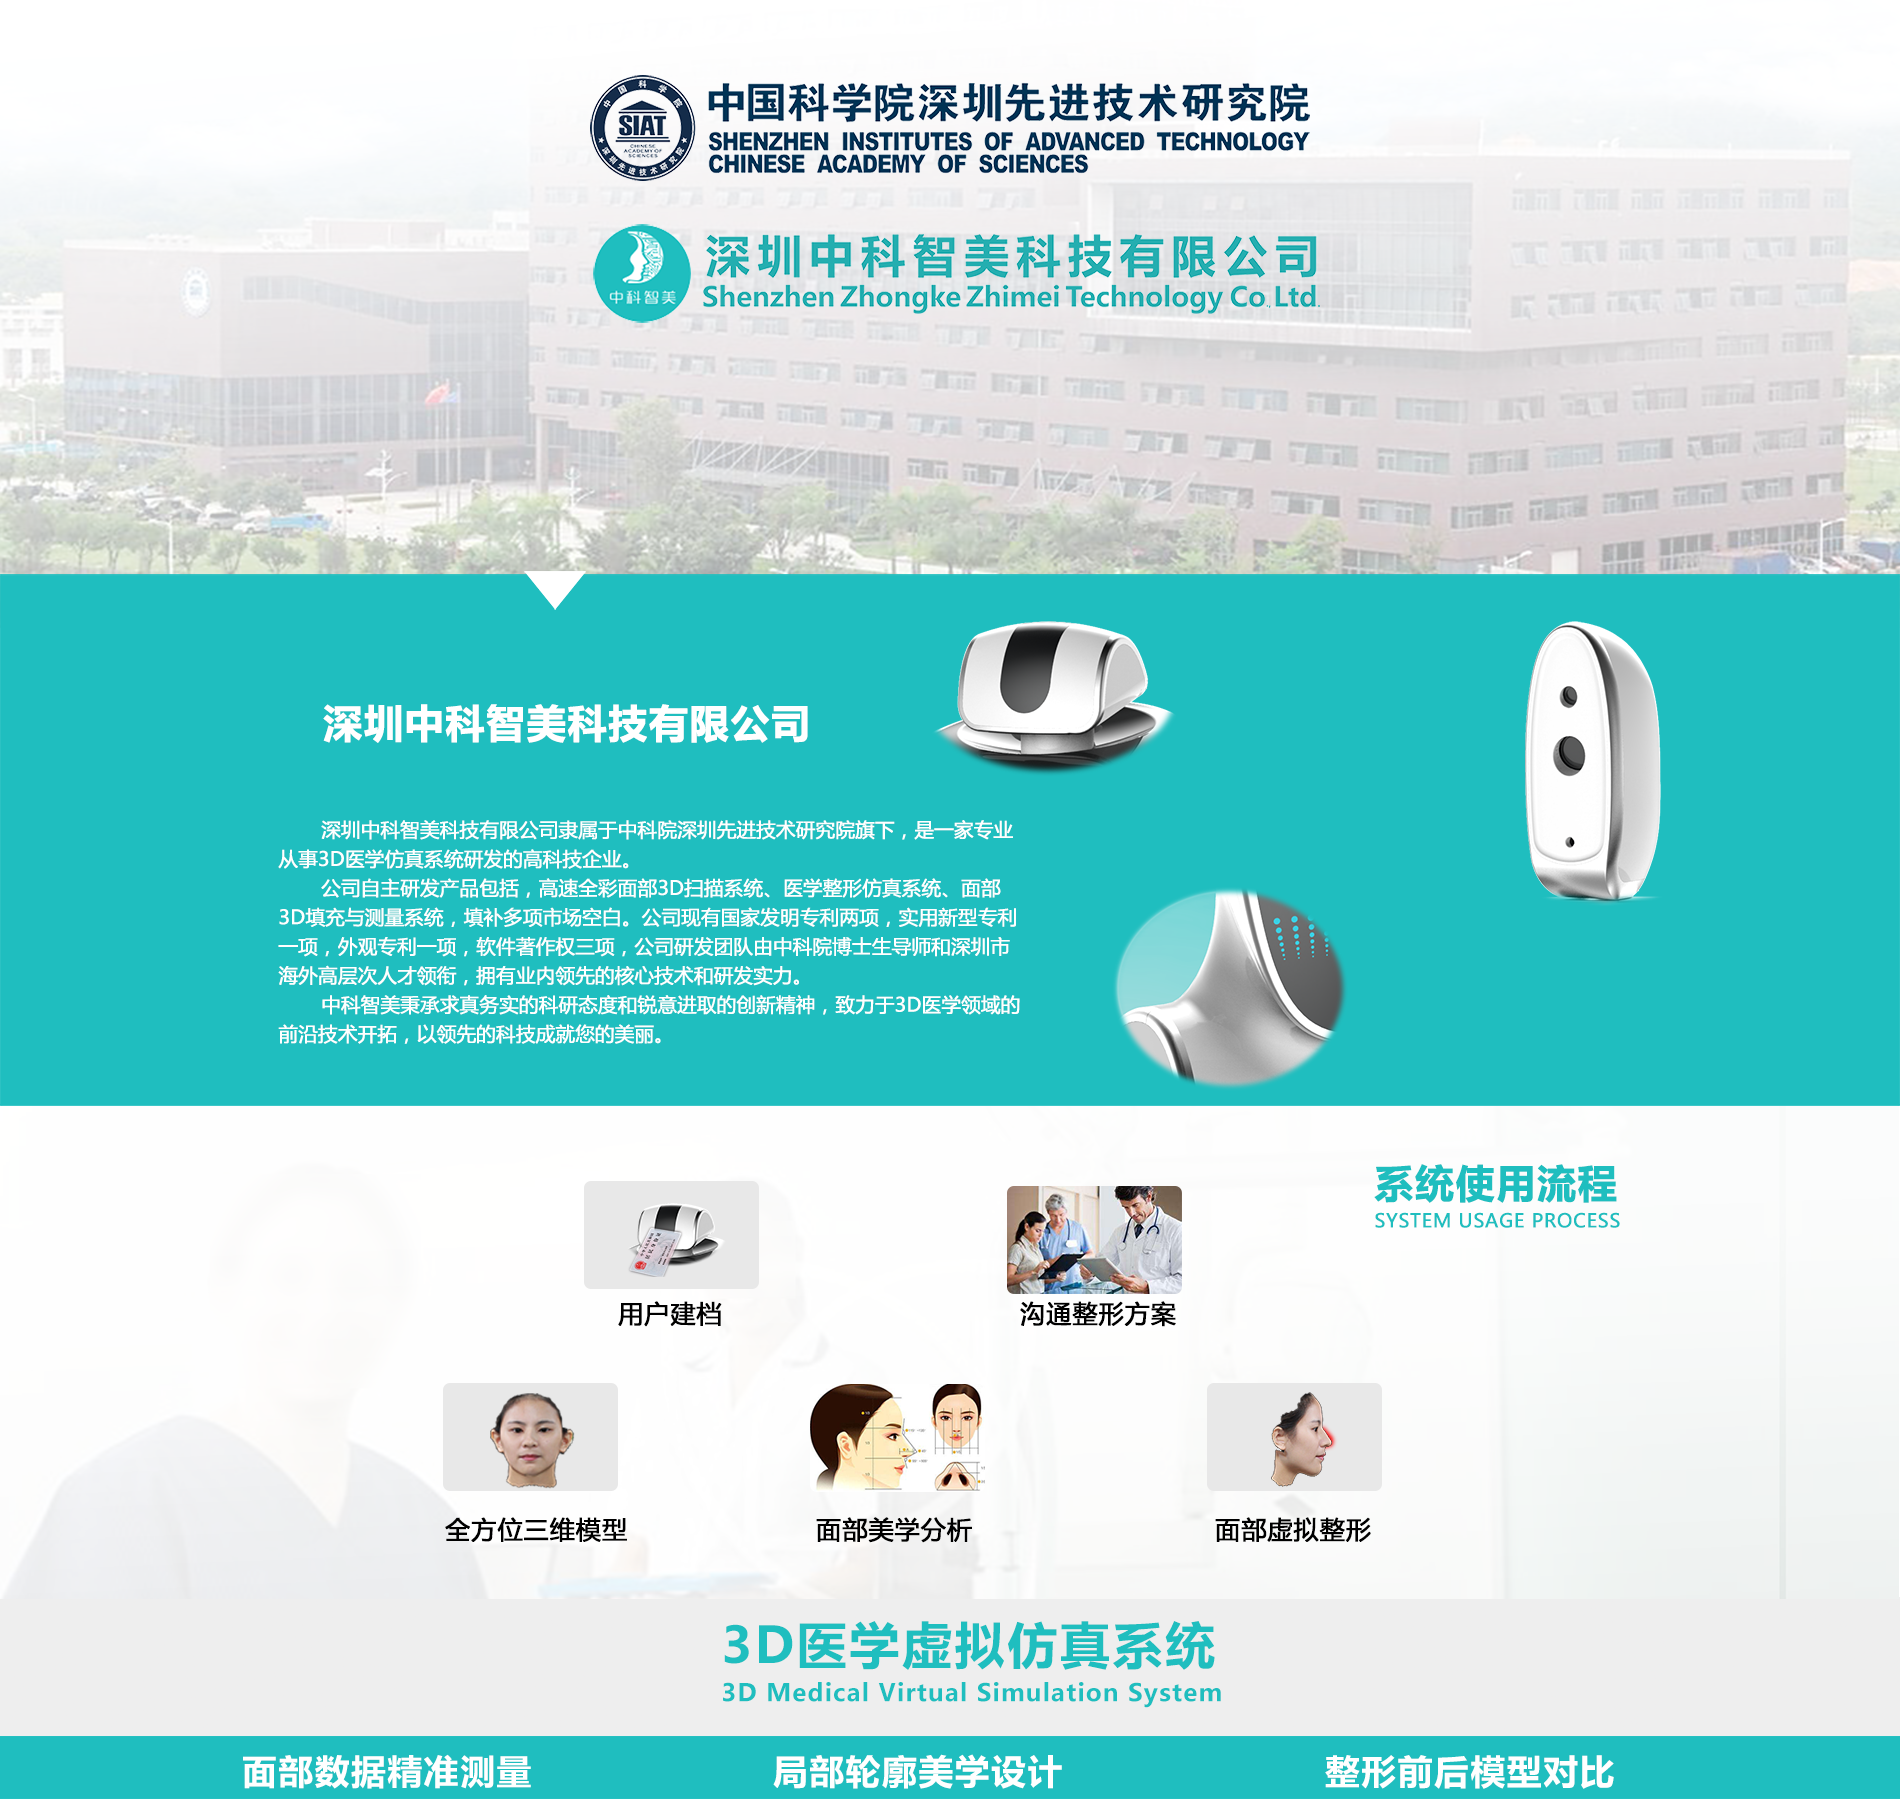 中国科学院深圳先进技术研究院
SHENZHEN INSTITUTES OF ADVANCED TECHNOLOGY
CHINESE ACADEMY OF SCIENCES
中国科学院
SIAT
CHINESE
ACADEMY OF
SCIENCES
深圳先进技术研究院
深圳中科智美科技有限公司
Shenzhen Zhongke Zhimei Technology Co.,Ltd.
中科智美
深圳中科智美科技有限公司
深圳中科智美科技有限公司隶属于中科院深圳先进技术研究院旗下，是一家专业
从事3D医学仿真系统研发的高科技企业。
公司自主研发产品包括，高速全彩面部3D扫描系统、医学整形仿真系统、面部
3D填充与测量系统，填补多项市场空白。公司现有国家发明专利两项，实用新型专利
一项，外观专利一项，软件著作权三项，公司研发团队由中科院博士生导师和深圳市
海外高层次人才领衔，拥有业内领先的核心技术和研发实力。
中科智美秉承求真务实的科研态度和锐意进取的创新精神，致力于3D医学领域的
前沿技术开拓，以领先的科技成就您的美丽。
系统使用流程
SYSTEM USAGE PROCESS
用户建档
沟通整形方案
全方位三维模型
面部美学分析
面部虚拟整形
3D医学虚拟仿真系统
3D Medical Virtual Simulation System
面部数据精准测量
局部轮廓美学设计
整形前后模型对比